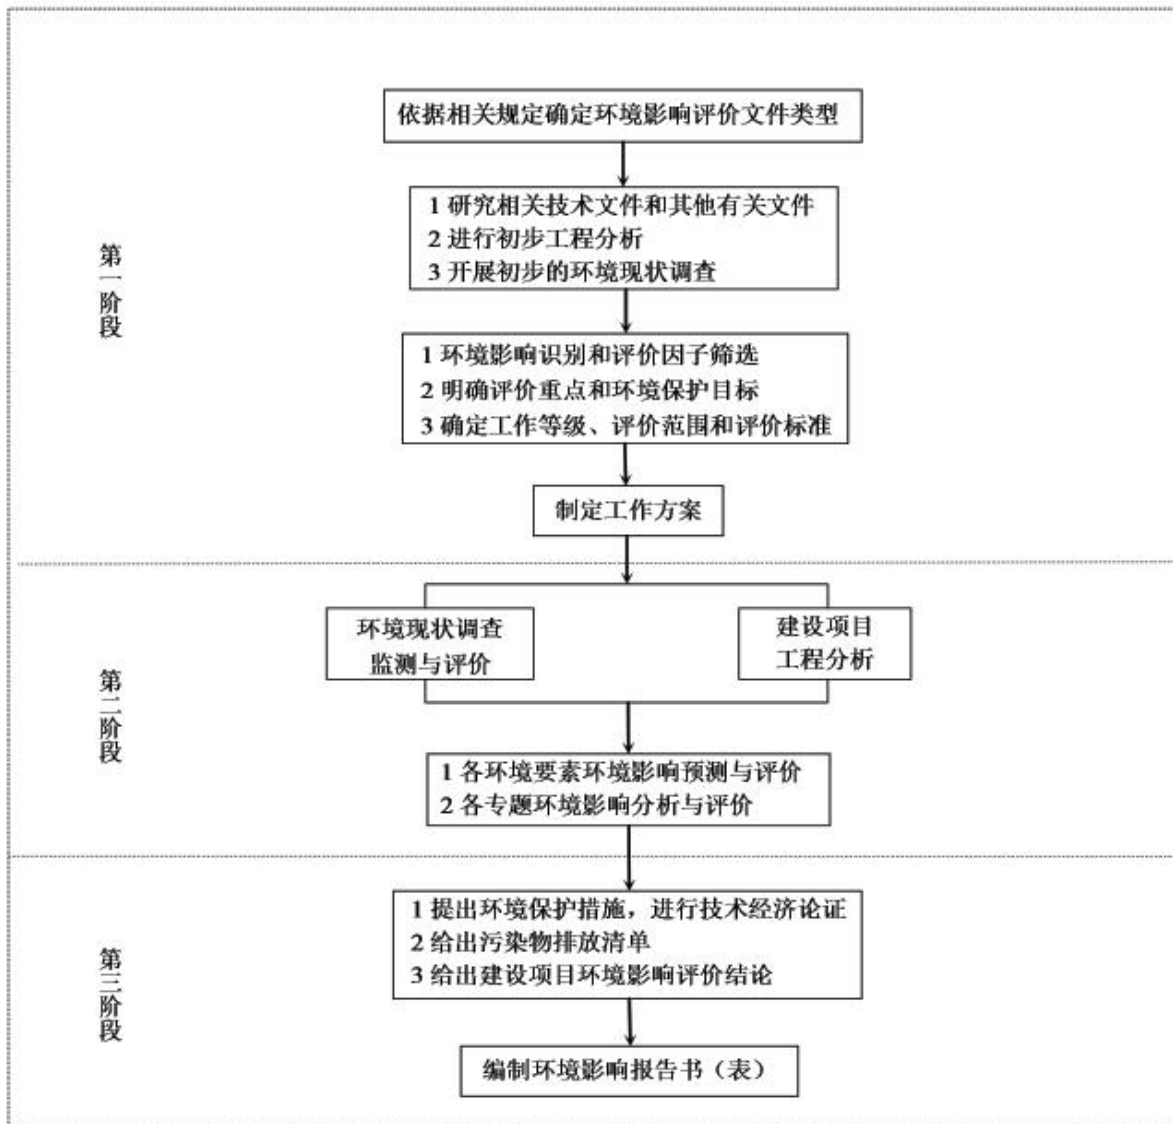 依据相关规定确定环境影响评价文件类型
1 研究相关技术文件和其他有关文件
2 进行初步工程分析
3 开展初步的环境现状调查
第一阶段
1 环境影响识别和评价因子筛选
2 明确评价重点和环境保护目标
3 确定工作等级、评价范围和评价标准
制定工作方案
环境现状调查
监测与评价
建设项目
工程分析
第二阶段
1 各环境要素环境影响预测与评价
2 各专题环境影响分析与评价
1 提出环境保护措施，进行技术经济论证
2 给出污染物排放清单
3 给出建设项目环境影响评价结论
第三阶段
编制环境影响报告书（表）